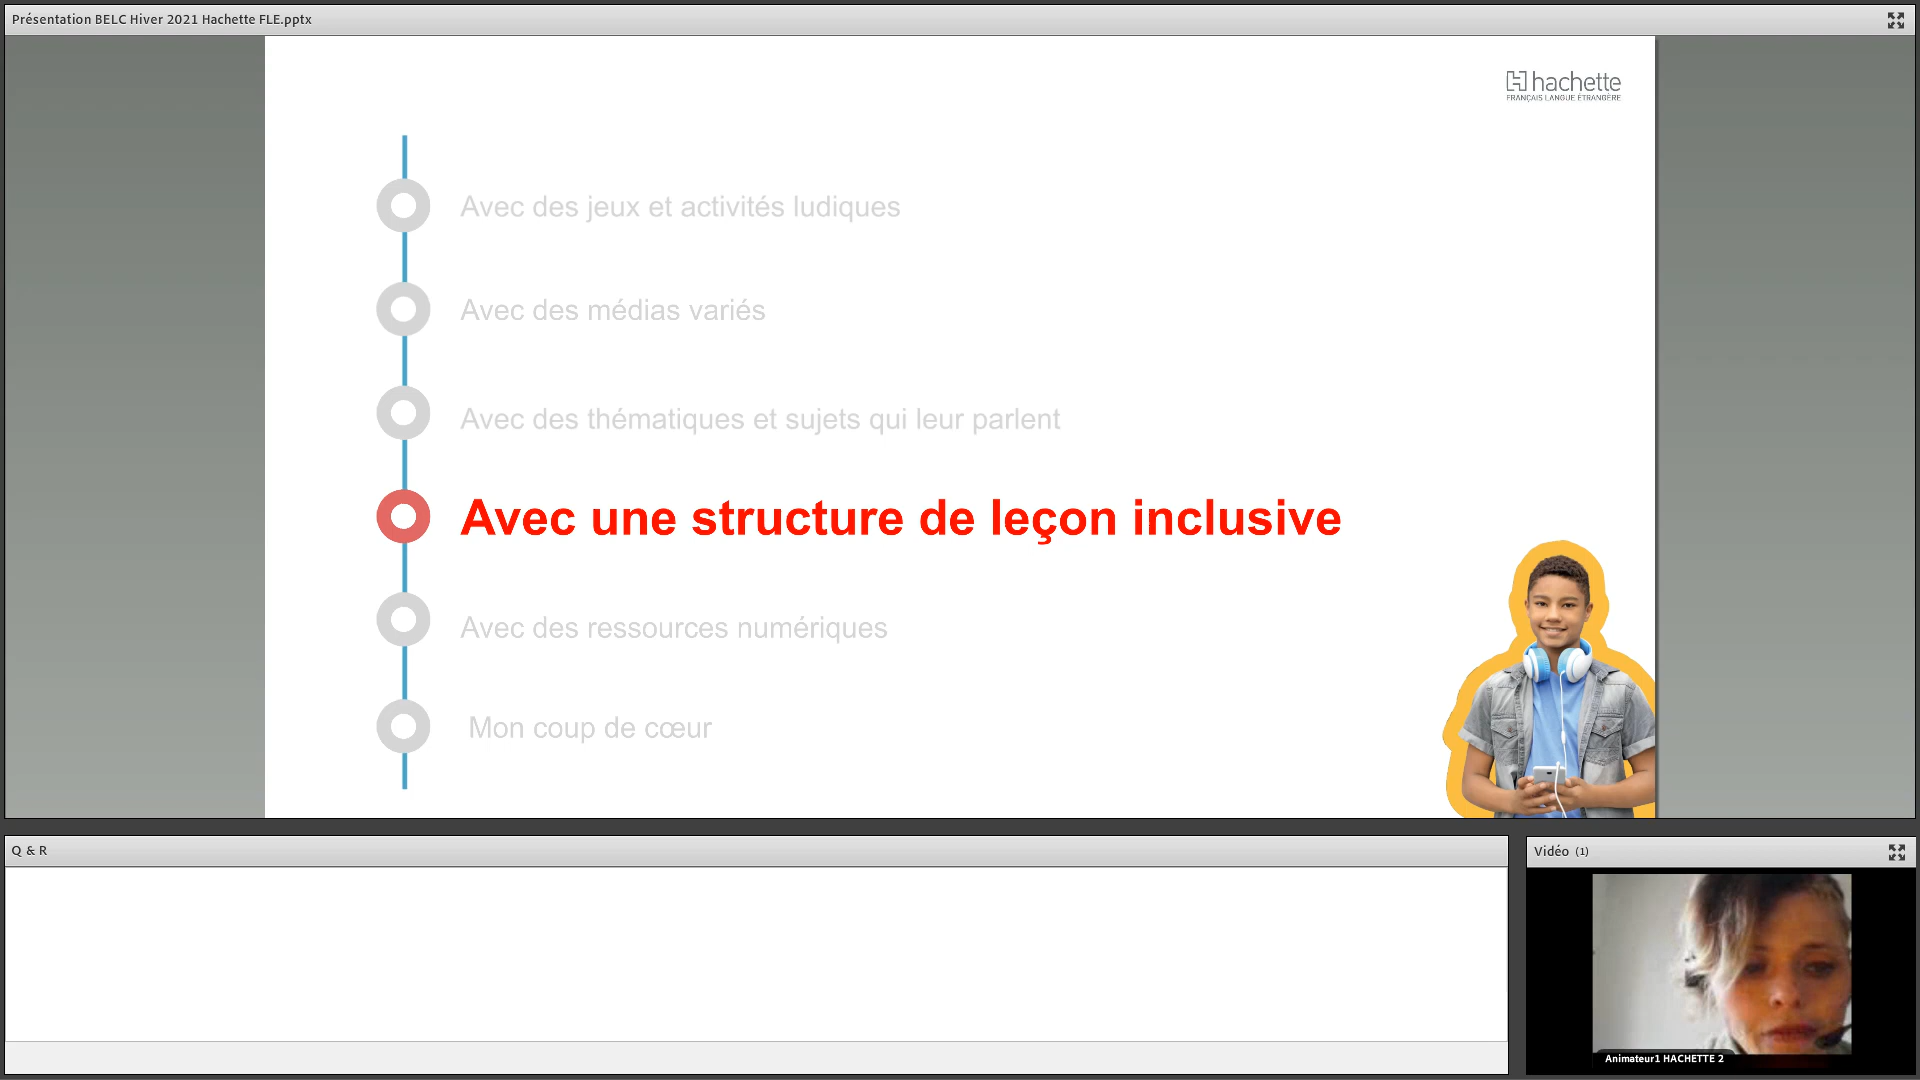 Présentation BELC Hiver 2021 Hachette FLE.pptx
hachette
FRANÇAIS LANGUE ÉTRANGÈRE
Avec des jeux et activités ludiques
Avec des médias variés
Avec des thématiques et sujets qui leur parlent
Avec une structure de leçon inclusive
Avec des ressources numériques
Mon coup de cœur
Q & R
Vidéo (1)
Animateur1 HACHETTE 2